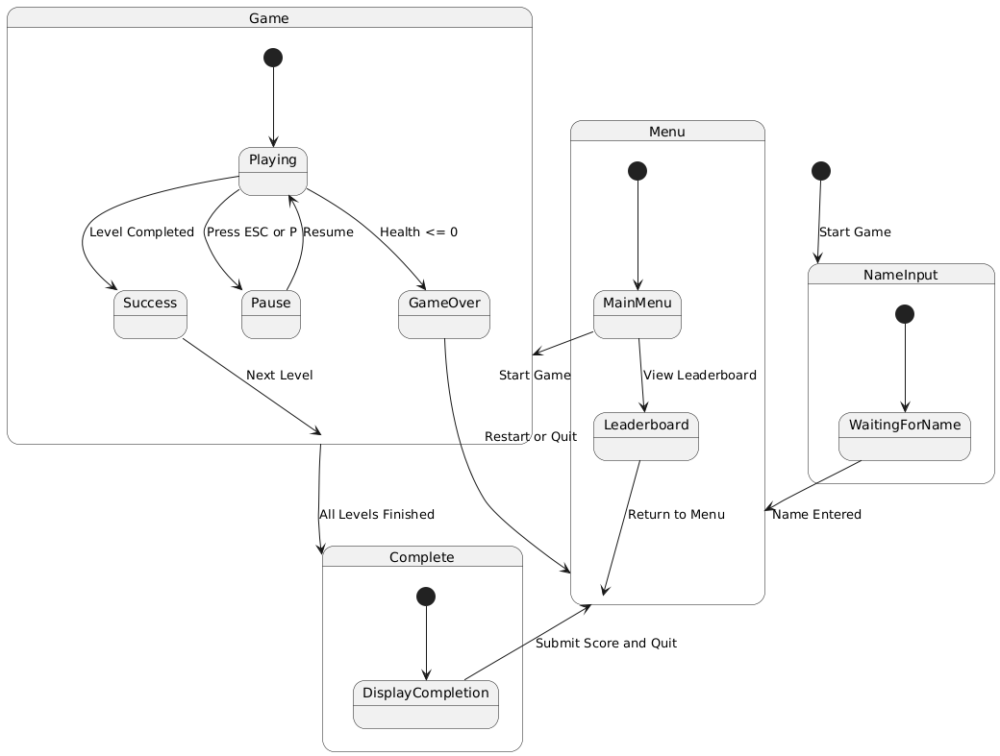 Game
Playing
Level Completed
Press ESC or P
Resume
Health <= 0
Success
Pause
GameOver
Next Level
Menu
MainMenu
Start Game
View Leaderboard
Leaderboard
Restart or Quit
Return to Menu
Start Game
NameInput
WaitingForName
Name Entered
All Levels Finished
Complete
Submit Score and Quit
DisplayCompletion